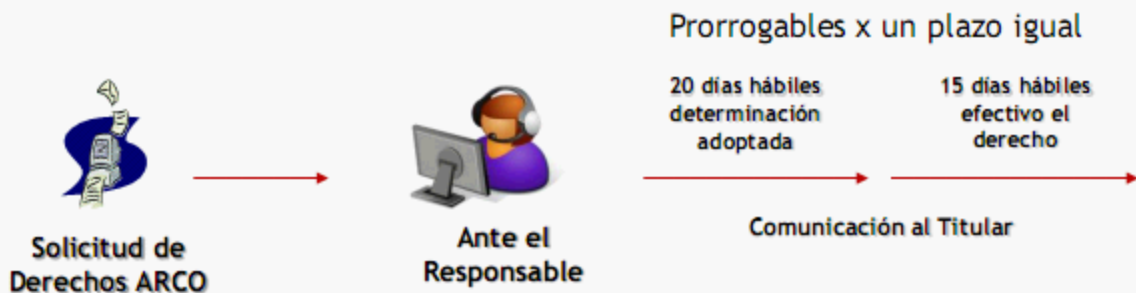 Prorrogables x un plazo igual
20 días hábiles
determinación
adoptada
15 días hábiles
efectivo el
derecho
Solicitud de
Derechos ARCO
Ante el
Responsable
Comunicación al Titular